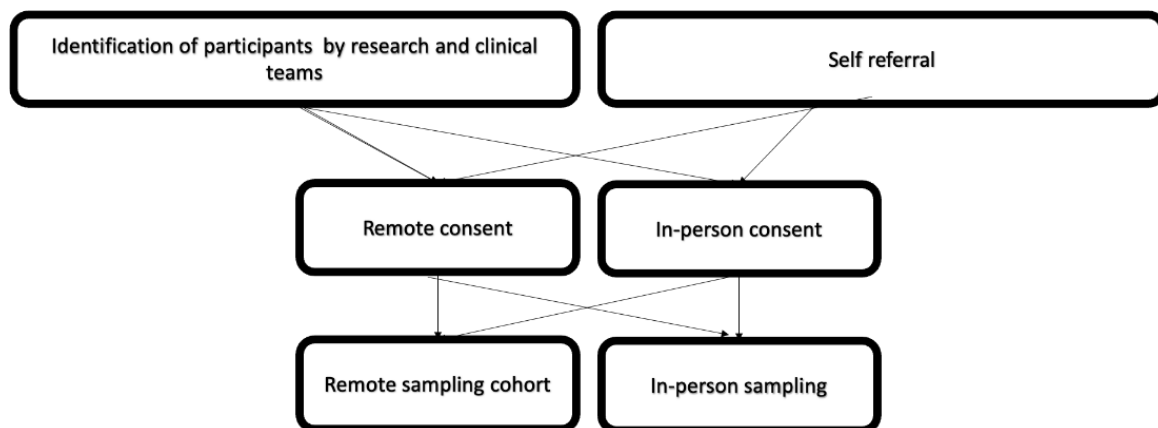 Identification of participants  by research and clinical
teams
Self referral
Remote consent
In-person consent
Remote sampling cohort
In-person sampling